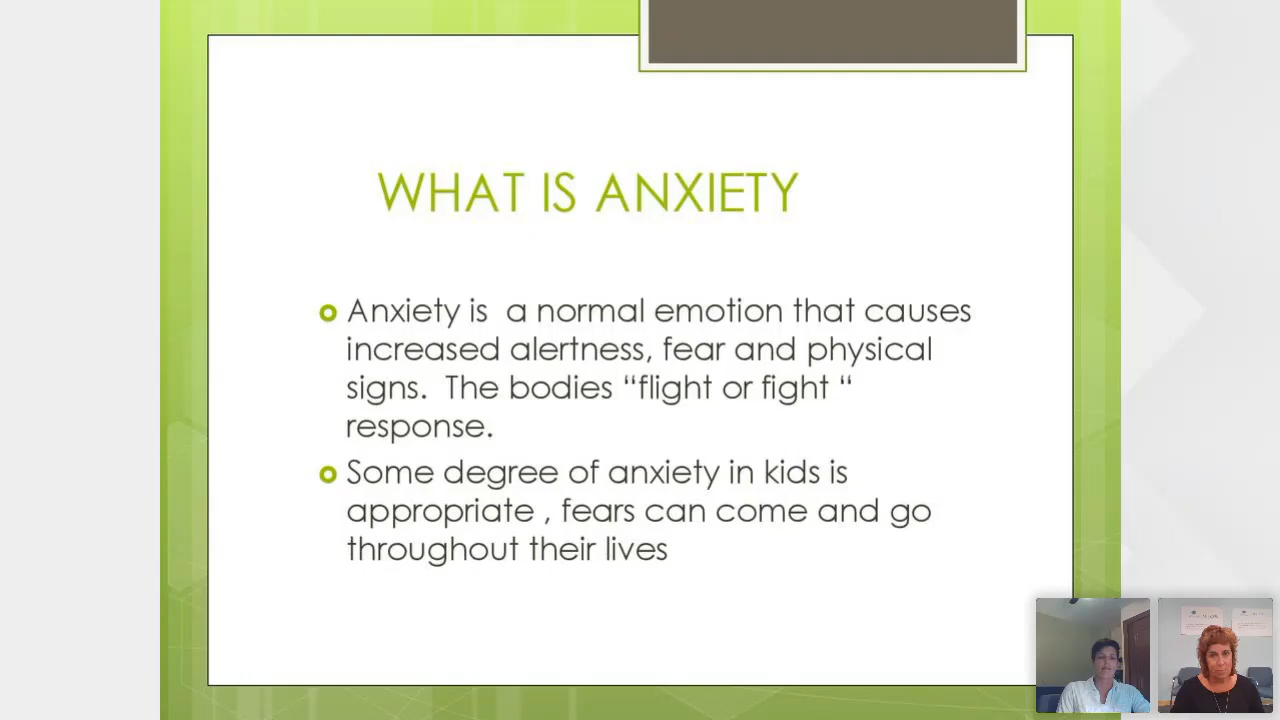 WHAT IS ANXIETY
Anxiety is  a normal emotion that causes
increased alertness, fear and physical
signs.  The bodies “flight or fight “
response.
Some degree of anxiety in kids is
appropriate , fears can come and go
throughout their lives